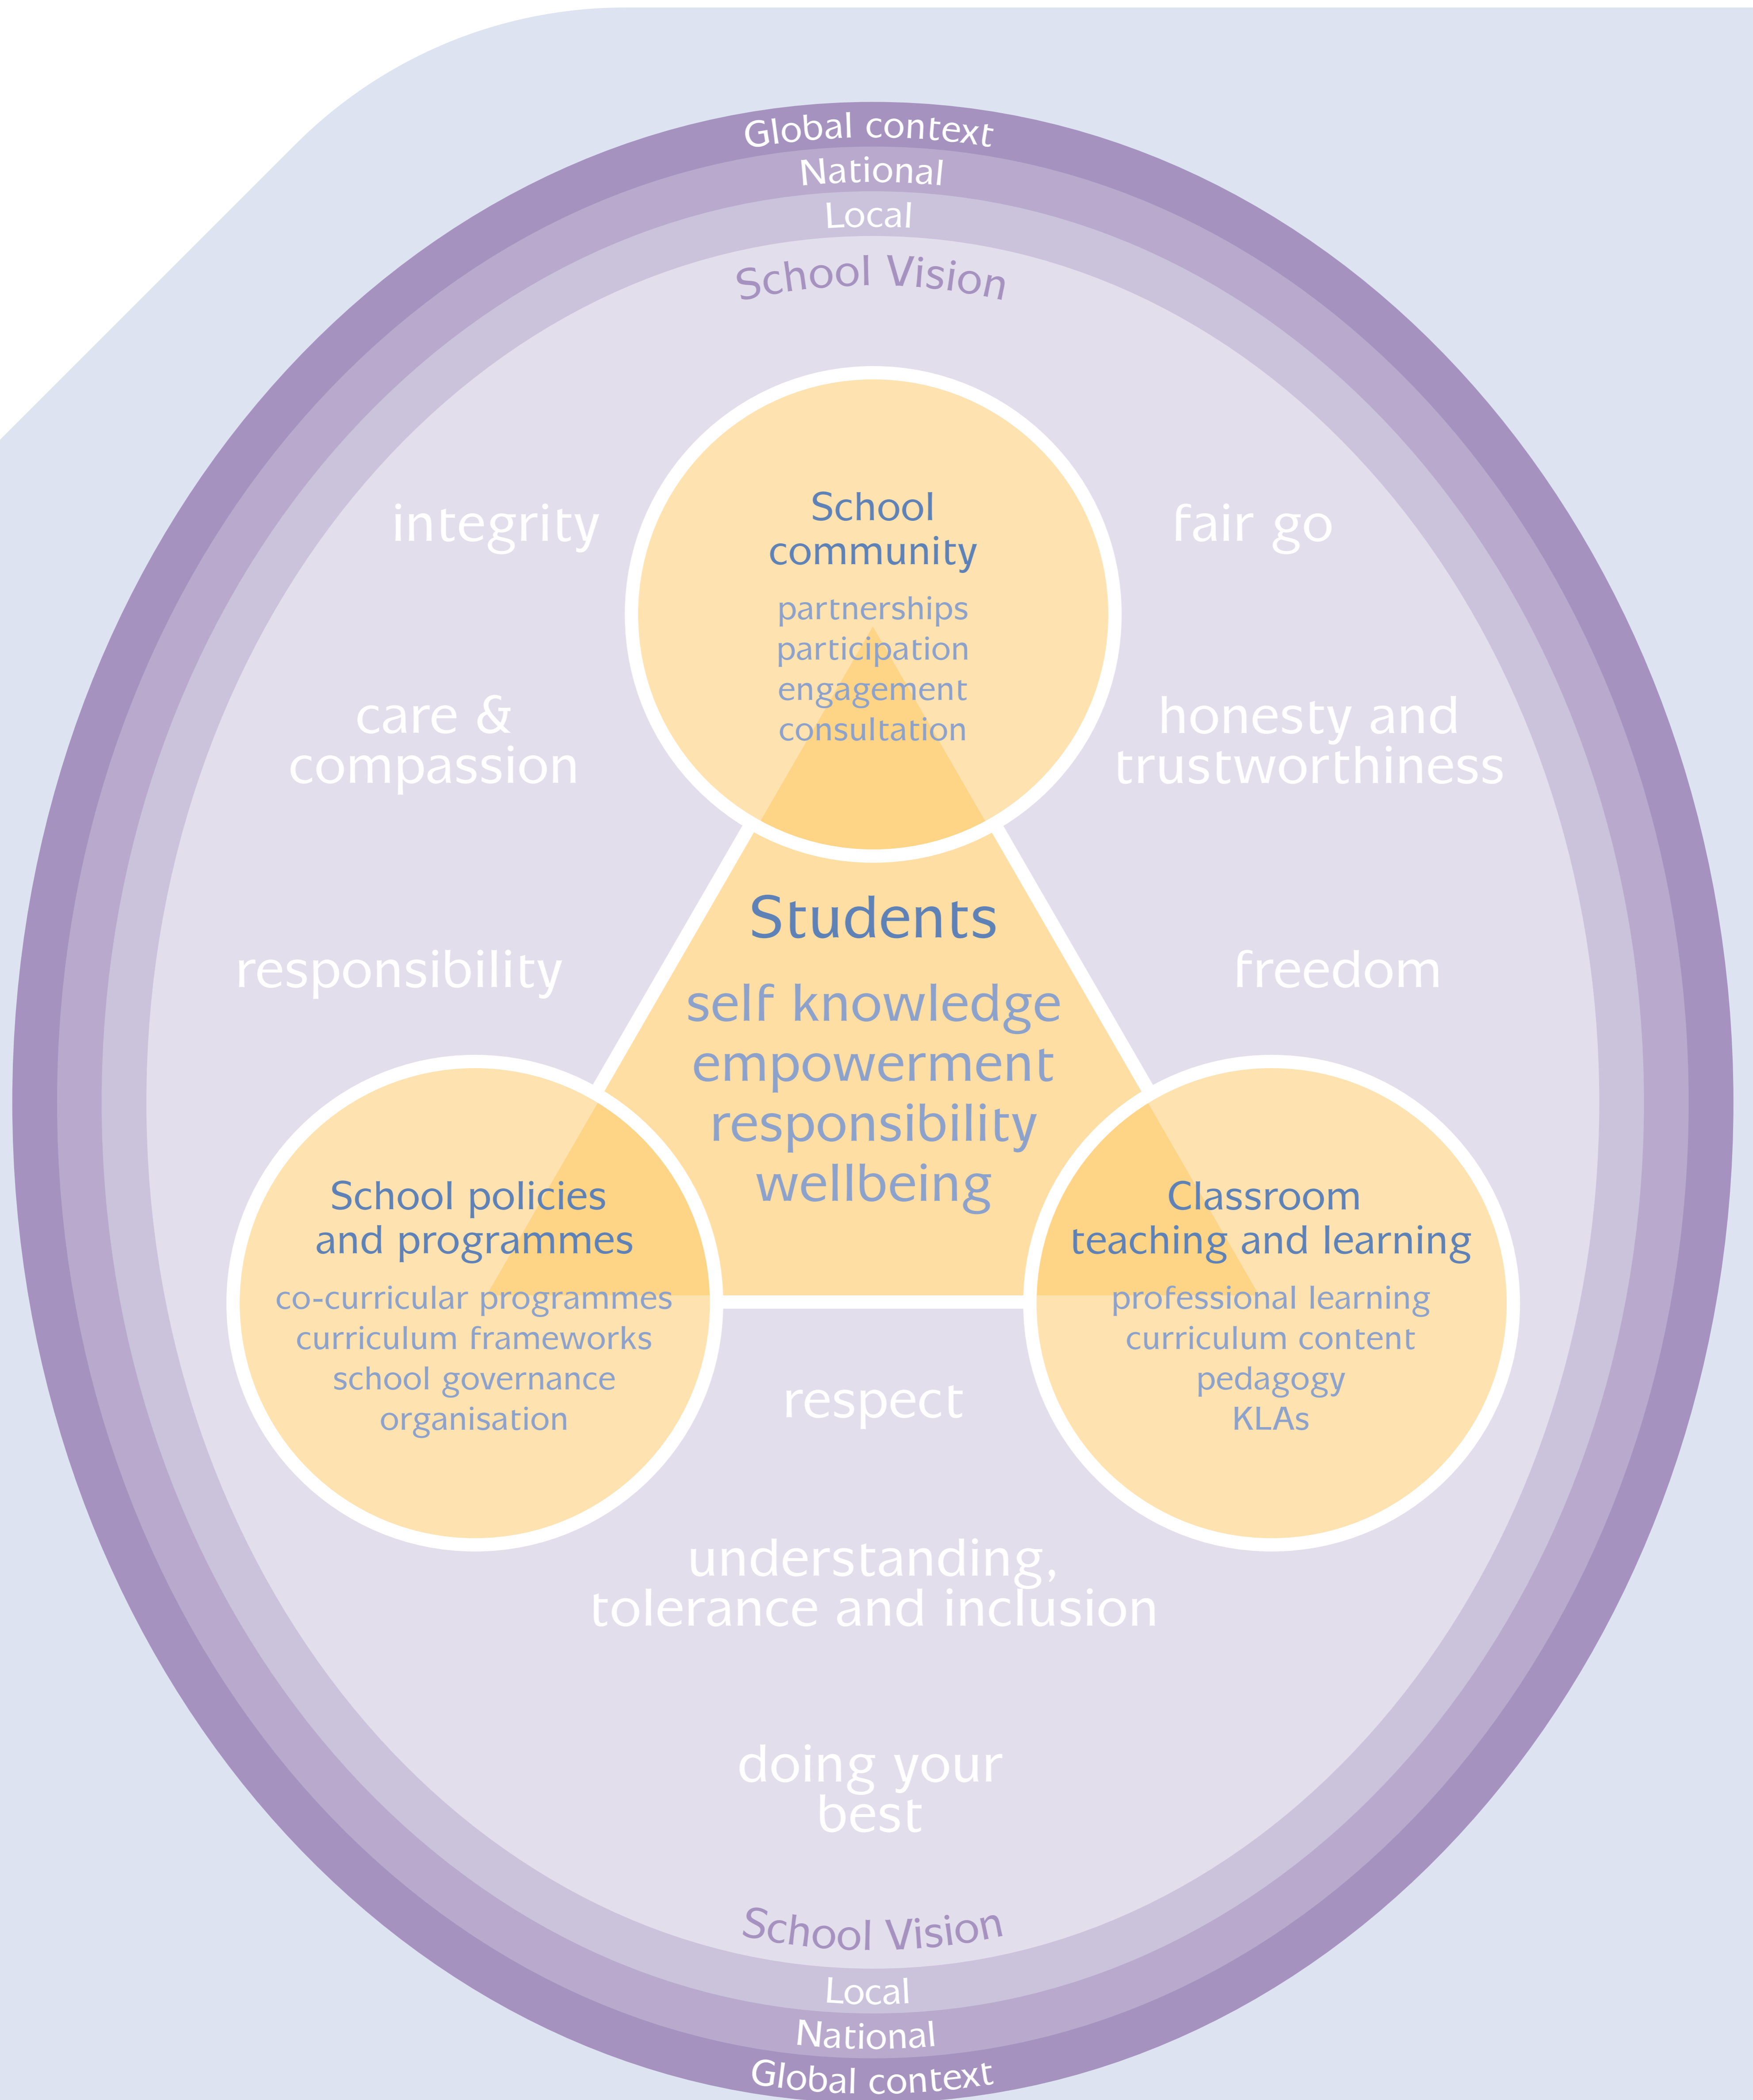 Global context
National
Local
School Vision
integrity
School
community
partnerships
participation
engagement
consultation
fair go
care &
compassion
honesty and
trustworthiness
responsibility
Students
self knowledge
empowerment
responsibility
wellbeing
freedom
School policies
and programmes
co-curricular programmes
curriculum frameworks
school governance
organisation
Classroom
teaching and learning
professional learning
curriculum content
pedagogy
KLAs
respect
understanding,
tolerance and inclusion
doing your
best
School Vision
Local
National
Global context